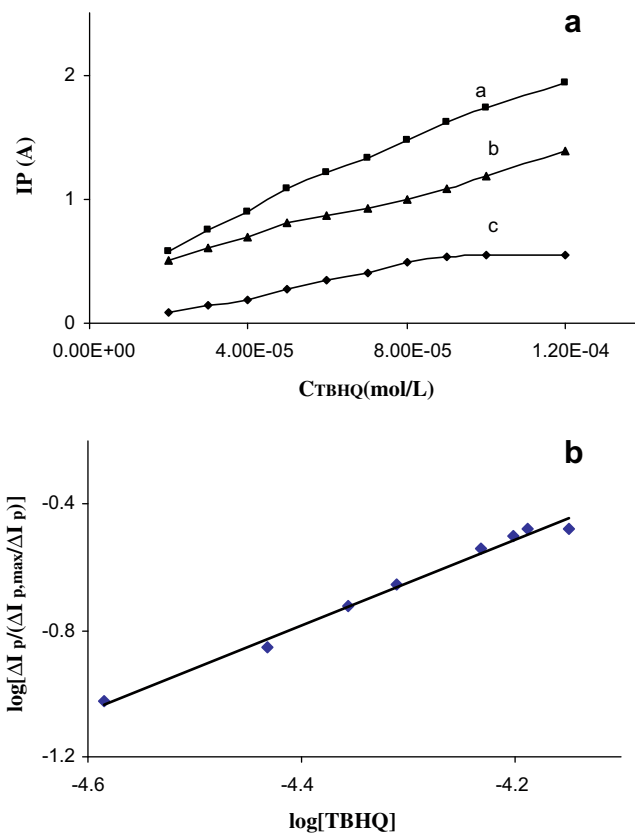 a
2
a
b
IP (A)
1
c
0
0.00E+00 4.00E-05 8.00E-05 1.20E-04
CTBHQ(mol/L)
b
-0.4
log[ΔI p/(ΔI p,max/ΔI p)]
-0.8
-1.2
-4.6 -4.4 -4.2
log[TBHQ]